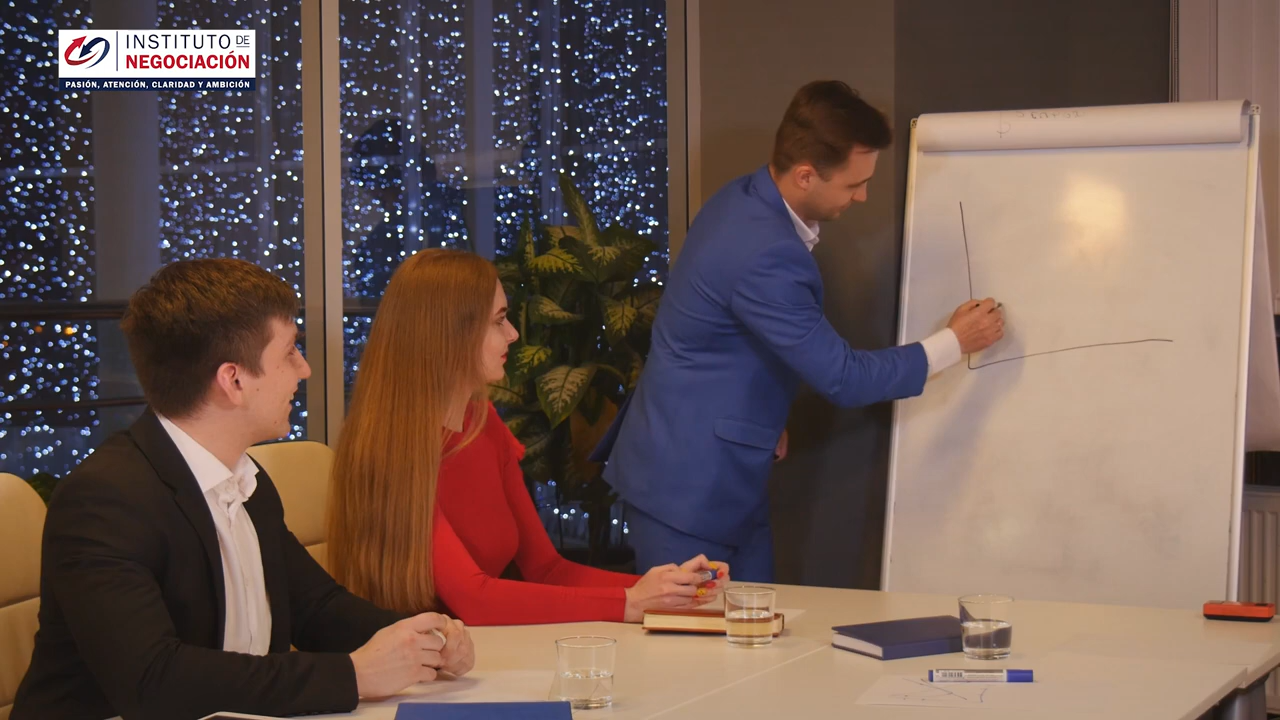 INSTITUTO DE
NEGOCIACIÓN
PASIÓN, ATENCIÓN, CLARIDAD Y AMBICIÓN